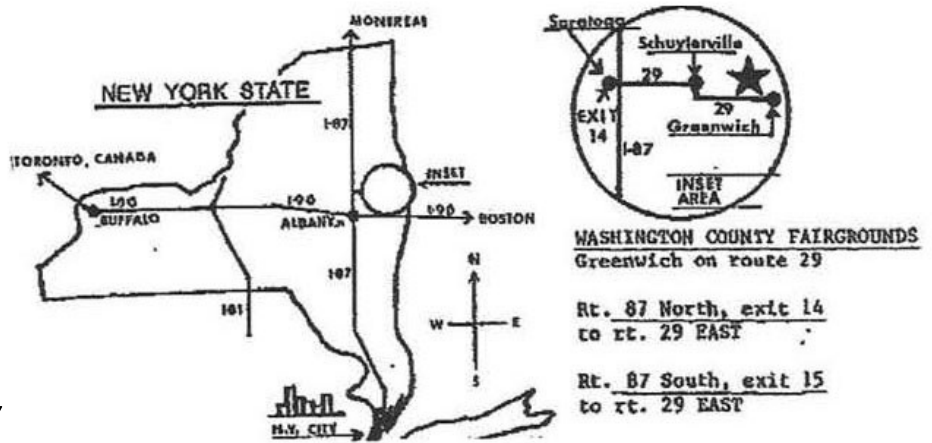 MONTREAL
NEW YORK STATE
I-87
TORONTO, CANADA
I-90
BUFFALO
I-90
ALBANY
INSET
I-90
BOSTON
I-87
I-81
N
W
E
S
N.Y. CITY
Saratoga
Schuylerville
29
29
EXIT
14
Greenwich
I-87
INSET
AREA
WASHINGTON COUNTY FAIRGROUNDS
Greenwich on route 29
Rt. 87 North, exit 14
to rt. 29 EAST
Rt. 87 South, exit 15
to rt. 29 EAST